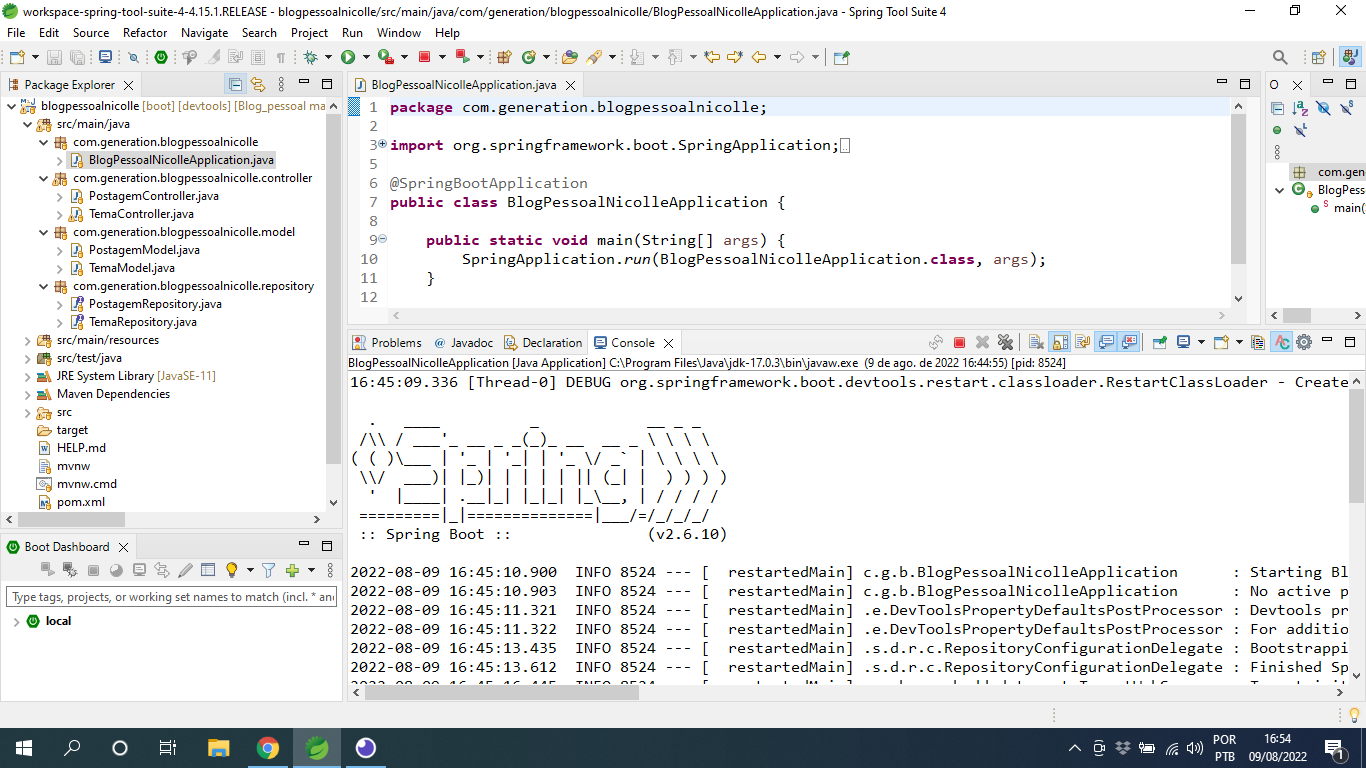 workspace-spring-tool-suite-4-4.15.1.RELEASE - blogpessoalnicolle/src/main/java/com/generation/blogpessoalnicolle/BlogPessoalNicolleApplication.java - Spring Tool Suite 4
File Edit Source Refactor Navigate Search Project Run Window Help
Package Explorer
blogpessoalnicolle [boot] [devtools] [Blog_pessoal ma
src/main/java
com.generation.blogpessoalnicolle
BlogPessoalNicolleApplication.java
com.generation.blogpessoalnicolle.controller
PostagemController.java
TemaController.java
com.generation.blogpessoalnicolle.model
PostagemModel.java
TemaModel.java
com.generation.blogpessoalnicolle.repository
PostagemRepository.java
TemaRepository.java
src/main/resources
src/test/java
JRE System Library [JavaSE-11]
Maven Dependencies
src
target
HELP.md
mvnw
mvnw.cmd
pom.xml
Boot Dashboard
Type tags, projects, or working set names to match (incl. * and
local
BlogPessoalNicolleApplication.java
1 package com.generation.blogpessoalnicolle;
2
3 import org.springframework.boot.SpringApplication;
5
6 @SpringBootApplication
7 public class BlogPessoalNicolleApplication {
8
9 public static void main(String[] args) {
10 SpringApplication.run(BlogPessoalNicolleApplication.class, args);
11 }
12
O
com.gen
BlogPess
main(
Problems @ Javadoc Declaration Console
BlogPessoalNicolleApplication [Java Application] C:\Program Files\Java\jdk-17.0.3\bin\javaw.exe (9 de ago. de 2022 16:44:55) [pid: 8524]
16:45:09.336 [Thread-0] DEBUG org.springframework.boot.devtools.restart.classloader.RestartClassLoader - Create
Spring
:: Spring Boot :: (v2.6.10)
2022-08-09 16:45:10.900 INFO 8524 --- [ restartedMain] c.g.b.BlogPessoalNicolleApplication : Starting Bl
2022-08-09 16:45:10.903 INFO 8524 --- [ restartedMain] c.g.b.BlogPessoalNicolleApplication : No active p
2022-08-09 16:45:11.321 INFO 8524 --- [ restartedMain] .e.DevToolsPropertyDefaultsPostProcessor : Devtools pr
2022-08-09 16:45:11.322 INFO 8524 --- [ restartedMain] .e.DevToolsPropertyDefaultsPostProcessor : For additio
2022-08-09 16:45:13.435 INFO 8524 --- [ restartedMain] .s.d.r.c.RepositoryConfigurationDelegate : Bootstrappi
2022-08-09 16:45:13.612 INFO 8524 --- [ restartedMain] .s.d.r.c.RepositoryConfigurationDelegate : Finished Sp
POR
PTB
16:54
09/08/2022
1